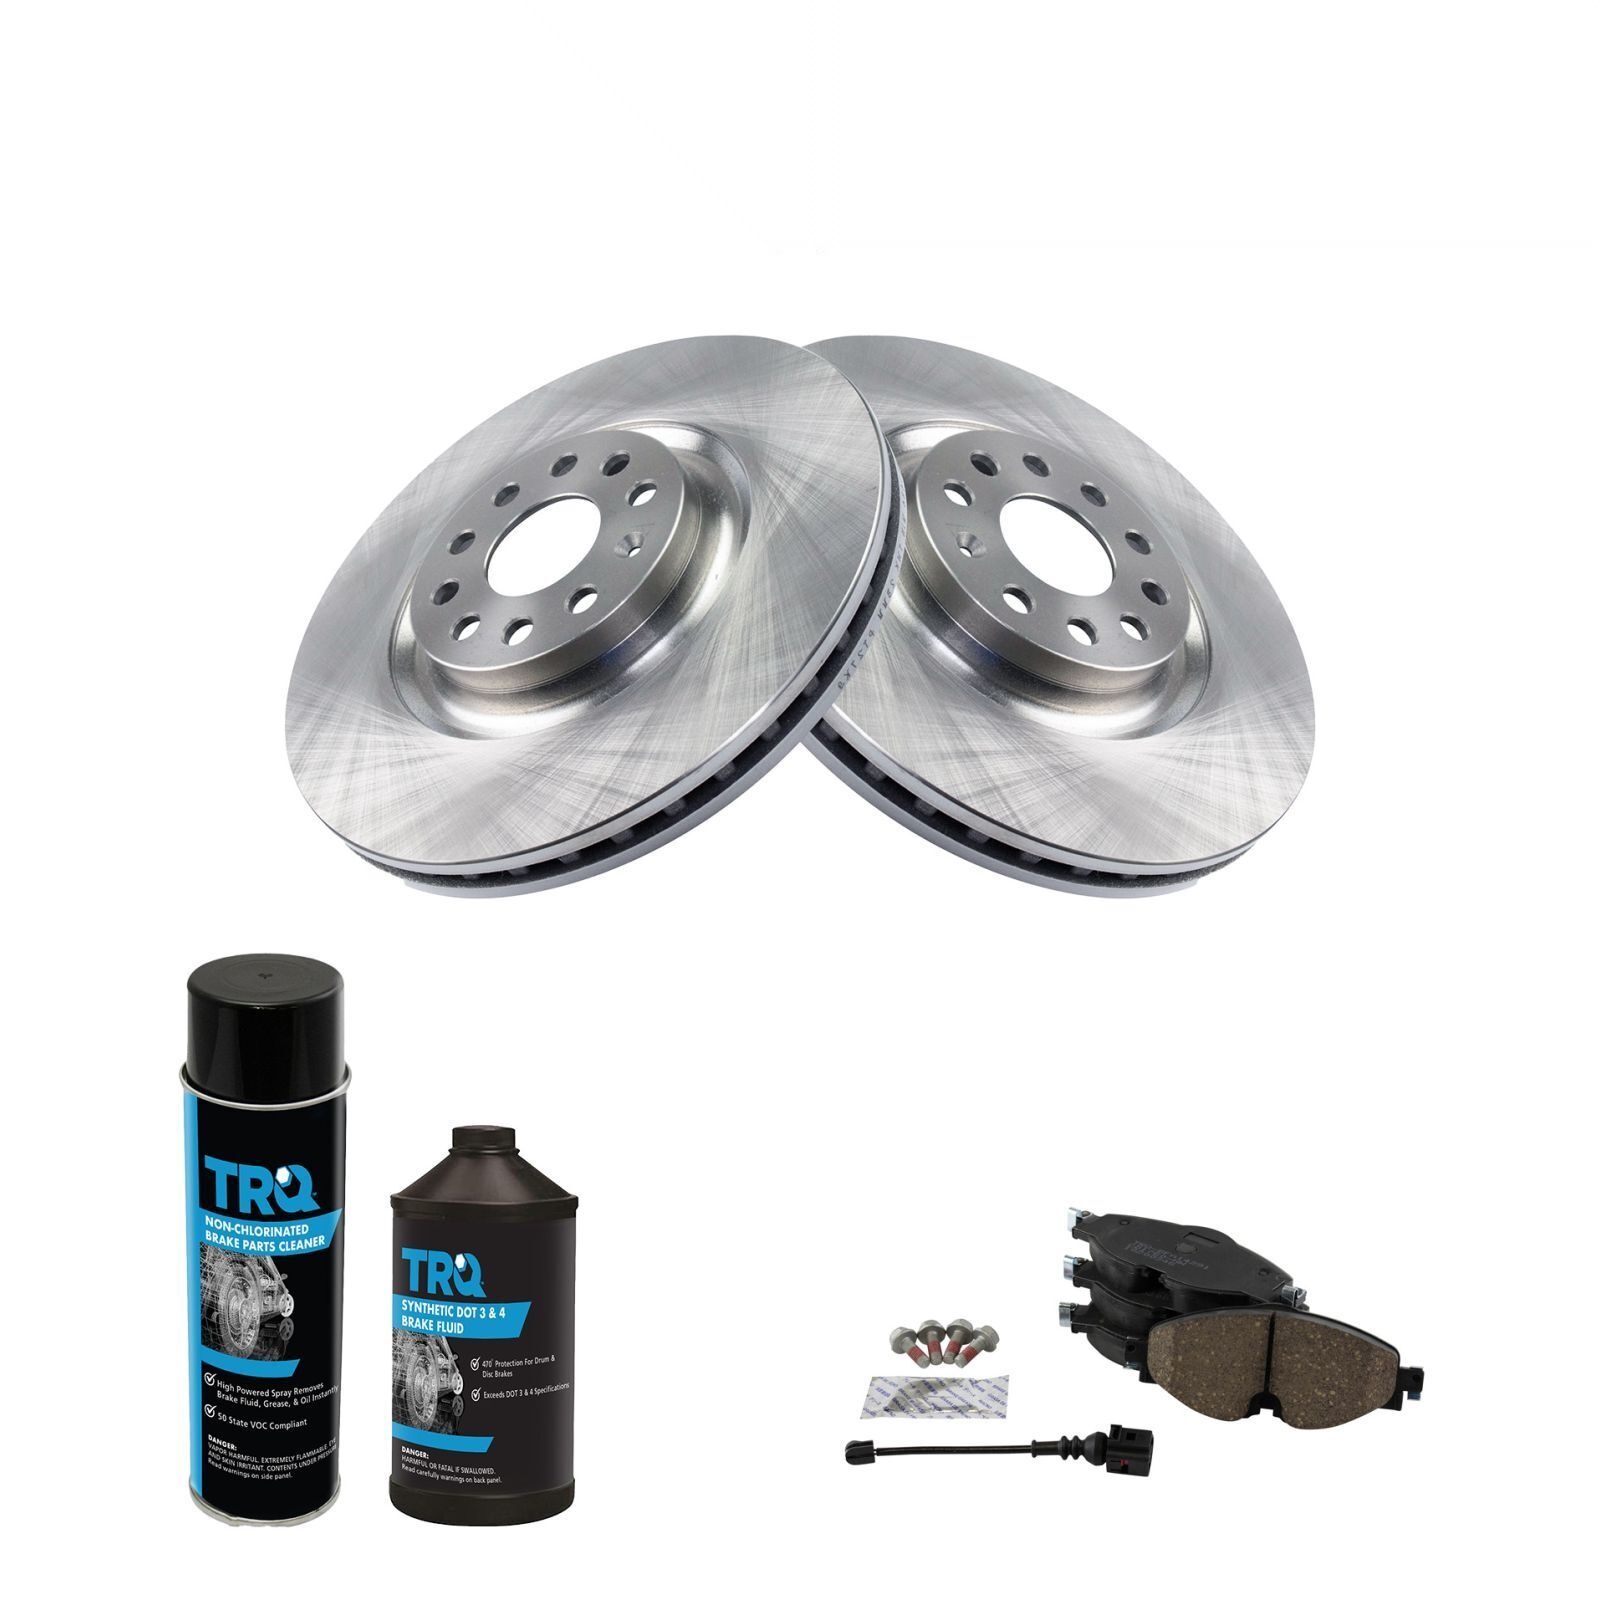 TRQ
NON-CHLORINATED
BRAKE PARTS CLEANER
High Powered Spray Removes
Brake Fluid, Grease, & Oil Instantly
50 State VOC Compliant
DANGER:
VAPOR HARMFUL. EXTREMELY FLAMMABLE. EYE
AND SKIN IRRITANT. CONTENTS UNDER PRESSURE
Read warnings on side panel.
TRQ
SYNTHETIC DOT 3 & 4
BRAKE FLUID
470° Protection For Drum &
Disc Brakes
Exceeds DOT 3 & 4 Specifications
DANGER:
HARMFUL OR FATAL IF SWALLOWED.
Read carefully warnings on back panel.